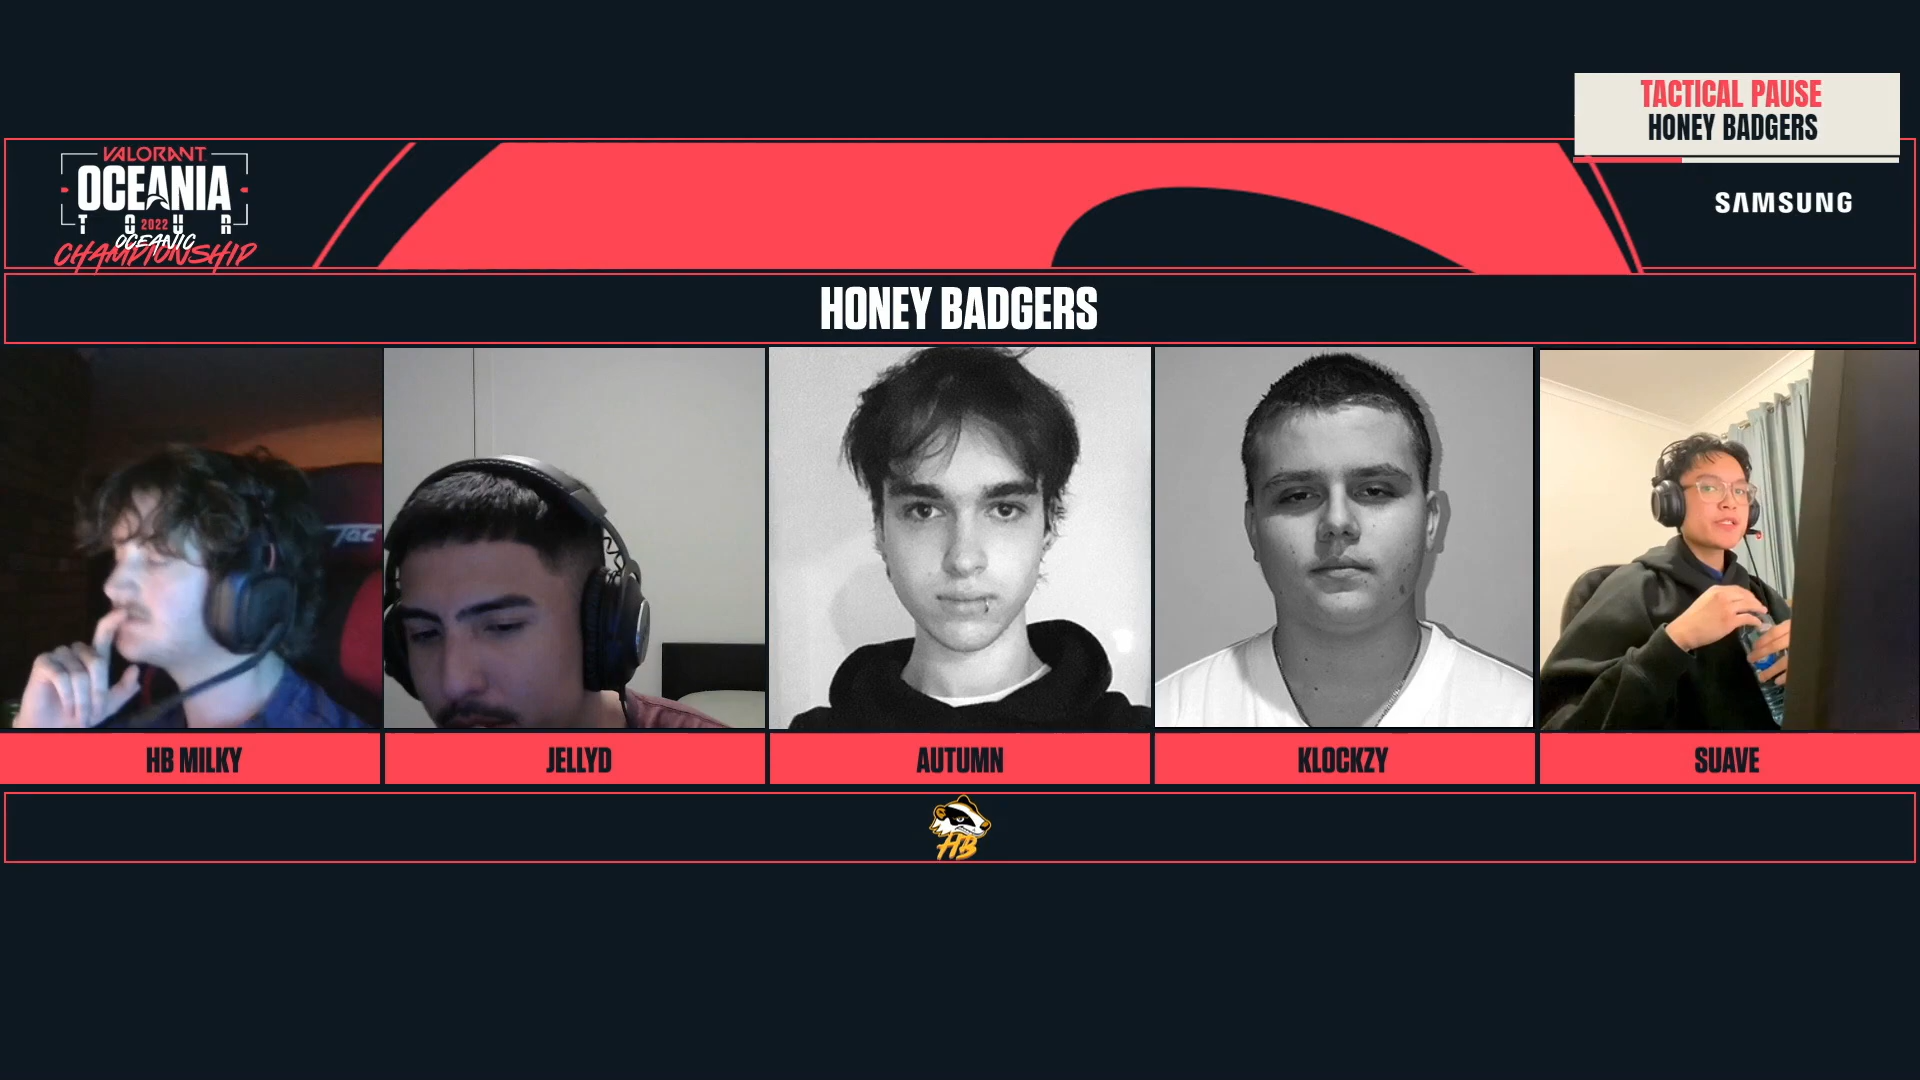 TACTICAL PAUSE
HONEY BADGERS
VALORANT
OCEANIA
TOUR
2022
OCEANIC
CHAMPIONSHIP
SAMSUNG
HONEY BADGERS
Tac
HB MILKY
JELLYD
AUTUMN
KLOCKZY
SUAVE
HB